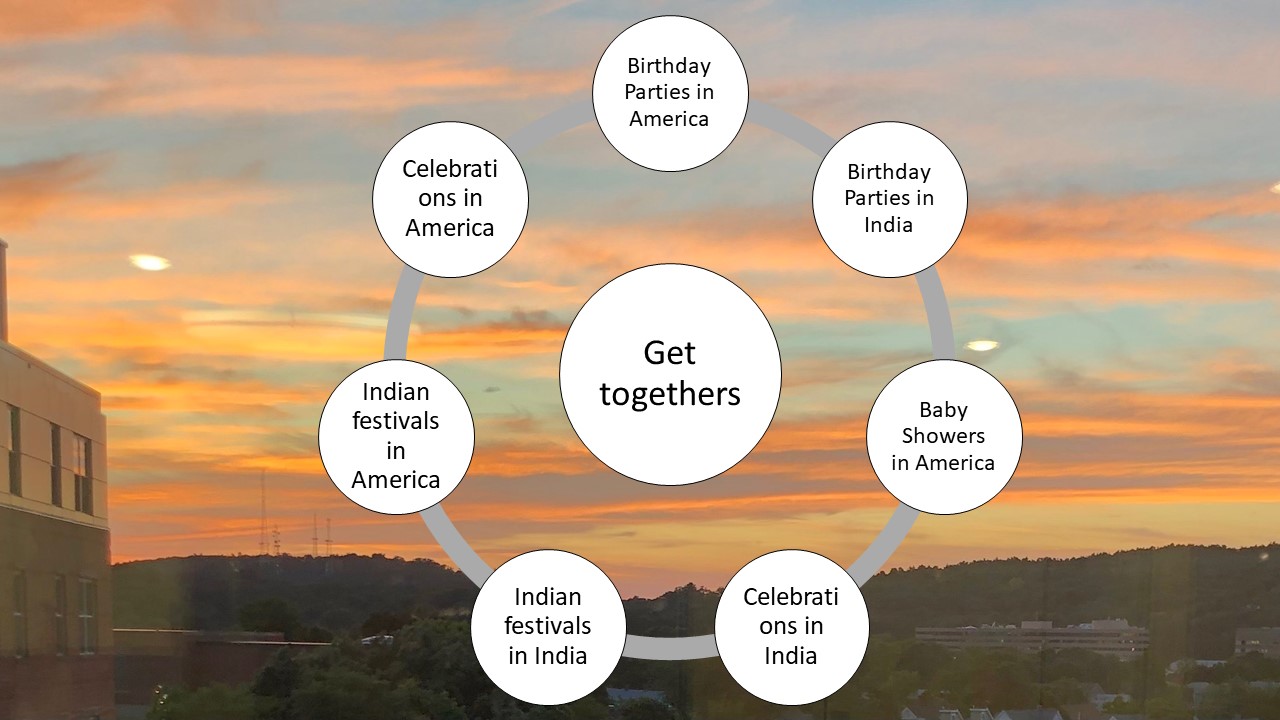 Birthday
Parties in
America
Birthday
Parties in
India
Baby
Showers
in America
Celebrati
ons in
India
Indian
festivals
in India
Indian
festivals
in
America
Celebrati
ons in
America
Get
togethers